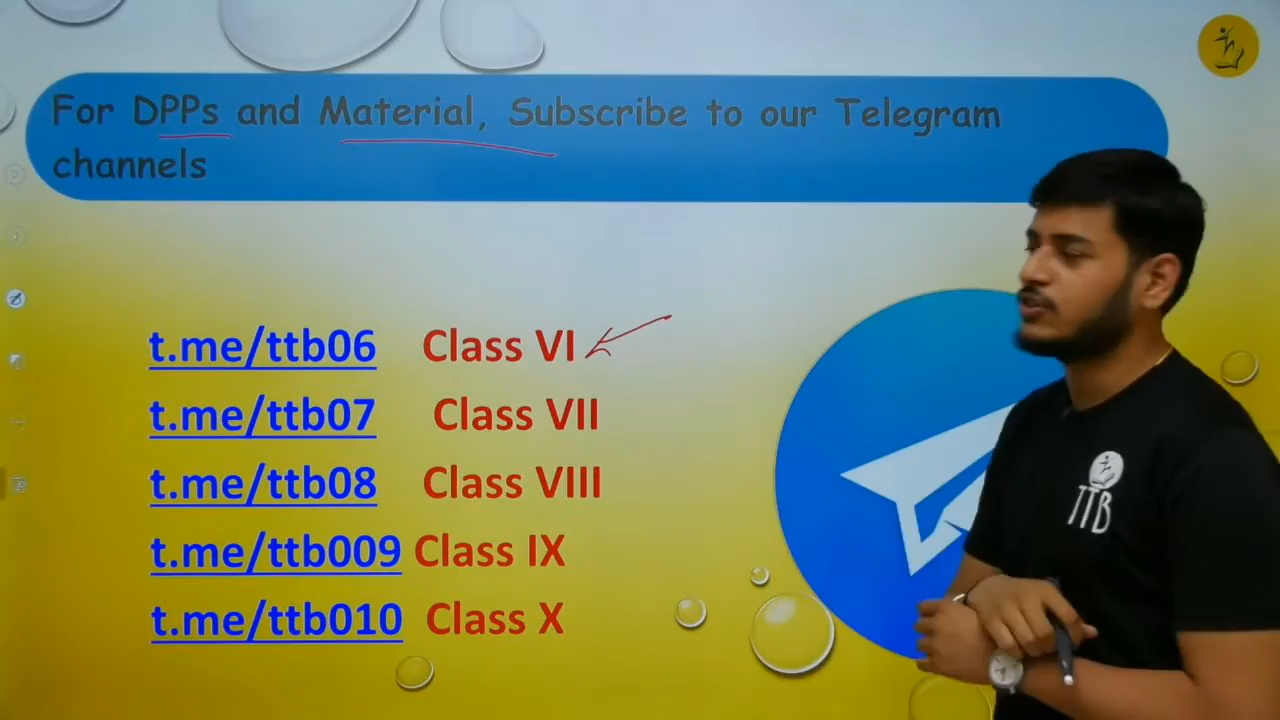 For DPPs and Material, Subscribe to our Telegram
channels
t.me/ttb06 Class VI
t.me/ttb07 Class VII
t.me/ttb08 Class VIII
t.me/ttb009 Class IX
t.me/ttb010 Class X
TTB